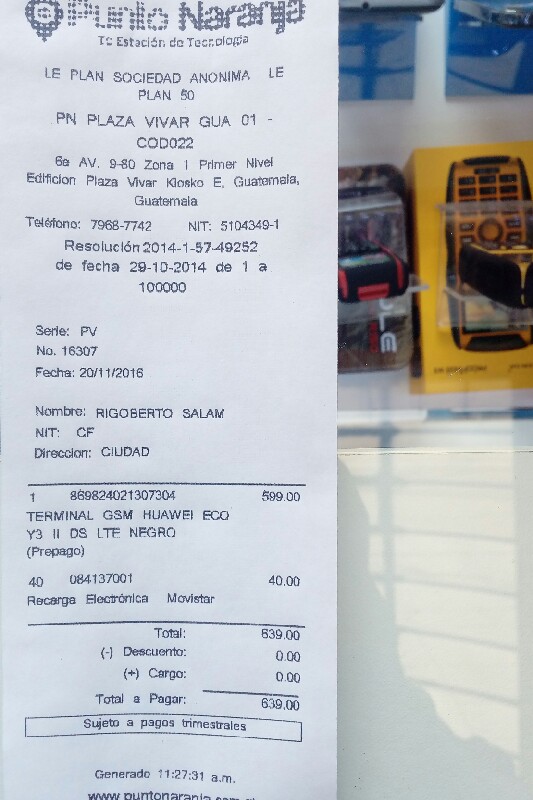 Punto Naranja
Tu Estación de Tecnología
LE PLAN SOCIEDAD ANONIMA LE
PLAN 50
PN PLAZA VIVAR GUA 01 -
COD022
6a AV. 9-80 Zona 1 Primer Nivel
Edificion Plaza Vivar Kiosko E, Guatemala,
Guatemala
Teléfono: 7968-7742 NIT: 5104349-1
Resolución 2014-1-57-49252
de fecha 29-10-2014 de 1 a
100000
Serie: PV
No. 16307
Fecha: 20/11/2016
Nombre: RIGOBERTO SALAM
NIT: CF
Direccion: CIUDAD
1 869824021307304 599.00
TERMINAL GSM HUAWEI ECO
Y3 II DS LTE NEGRO
(Prepago)
40 084137001 40.00
Recarga Electrónica Movistar
Total: 639.00
(-) Descuento: 0.00
(+) Cargo: 0.00
Total a Pagar: 639.00
Sujeto a pagos trimestrales
Generado 11:27:31 a.m.